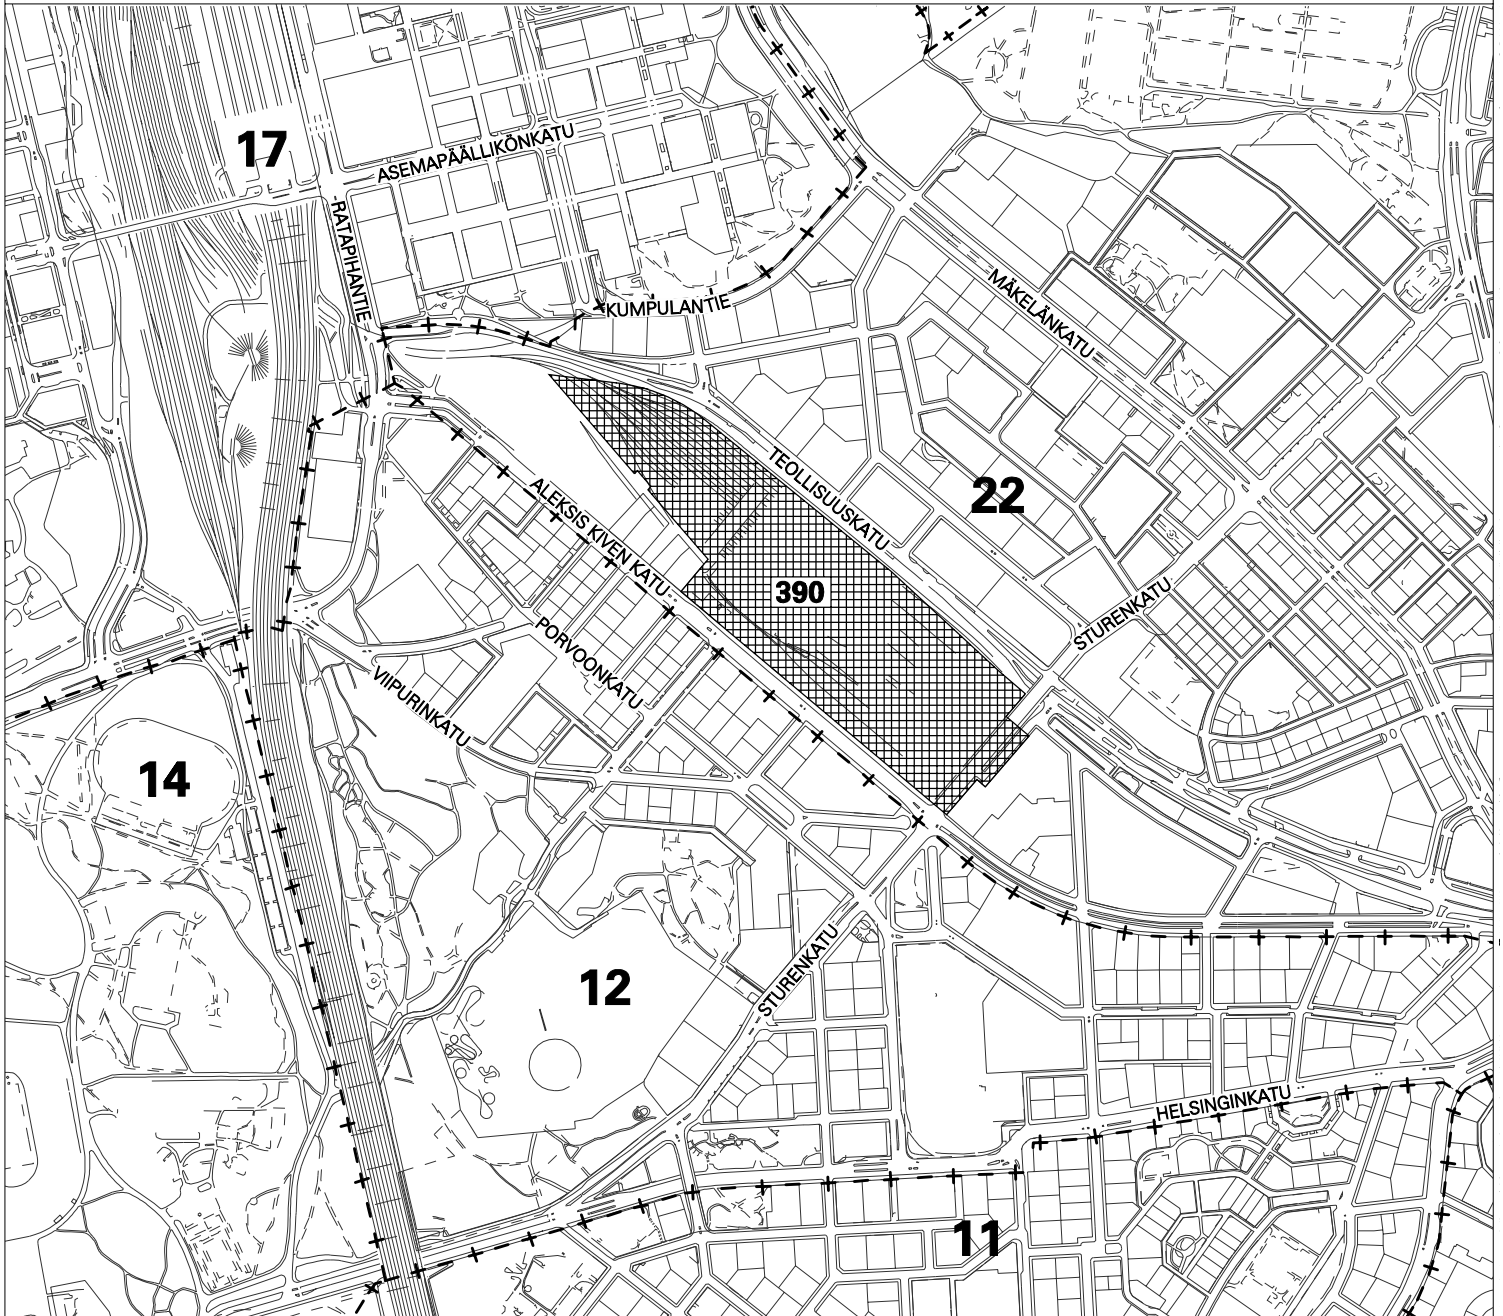 17
ASEMAPÄÄLLIKÖNKATU
RATAPIHANTIE
KUMPULANTIE
MÄKELÄNKATU
TEOLLISUUSKATU
22
ALEKSIS KIVEN KATU
390
STURENKATU
PORVOONKATU
VIIPURINKATU
14
STURENKATU
12
HELSINGINKATU
11